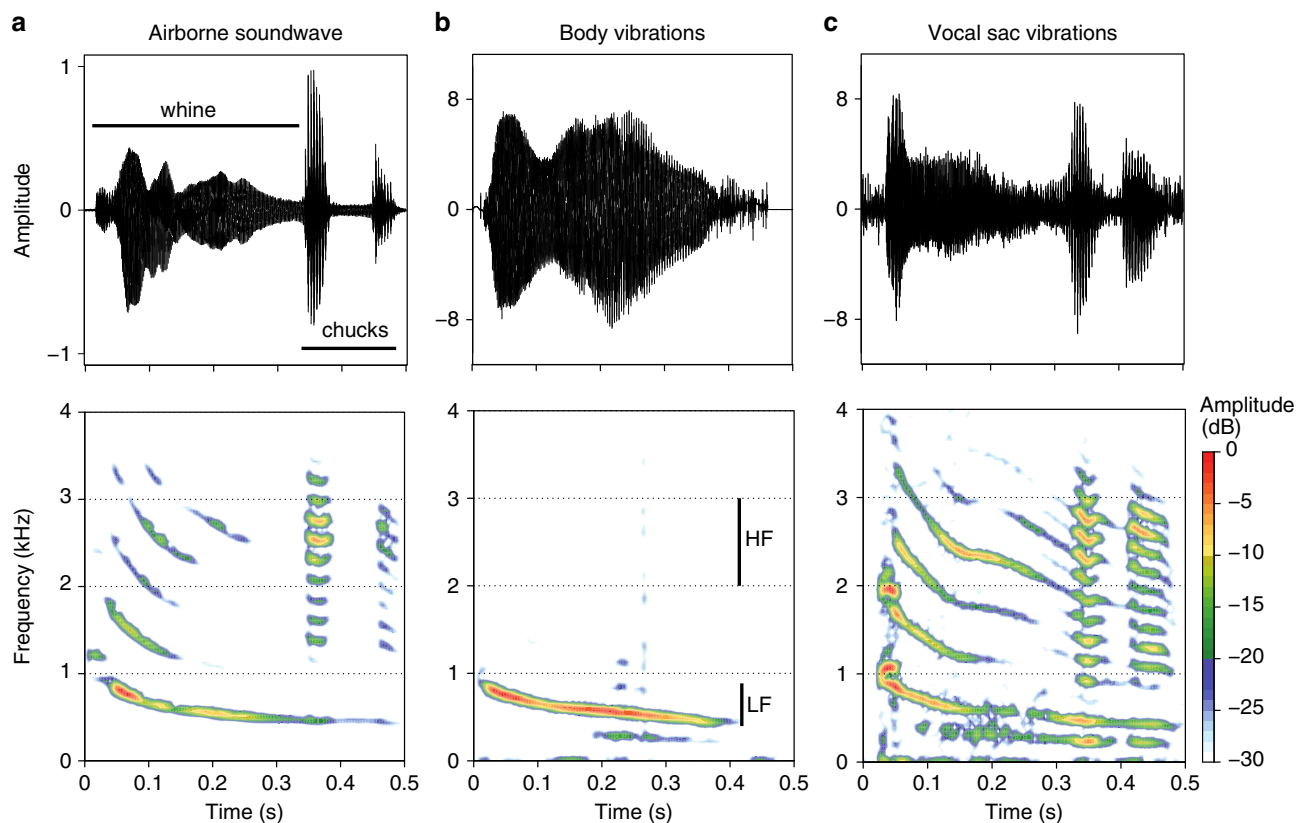 a Airborne soundwave
b Body vibrations
c Vocal sac vibrations
Amplitude
1
0
−1
whine
chucks
8
0
−8
8
0
−8
Frequency (kHz)
4
3
2
1
0
0 0.1 0.2 0.3 0.4 0.5
Time (s)
4
3
2
1
0
HF
LF
0 0.1 0.2 0.3 0.4 0.5
Time (s)
4
3
2
1
0
0 0.1 0.2 0.3 0.4 0.5
Time (s)
Amplitude
(dB)
0
−5
−10
−15
−20
−25
−30